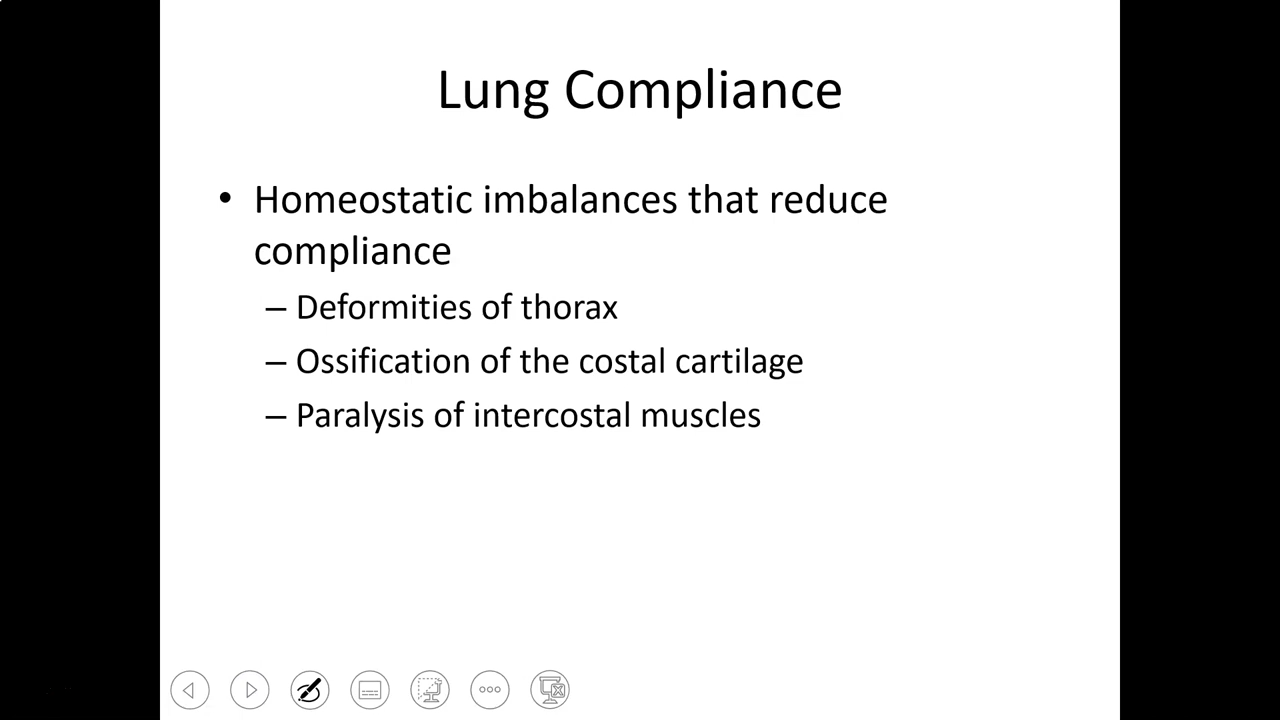 Lung Compliance
• Homeostatic imbalances that reduce
compliance
– Deformities of thorax
– Ossification of the costal cartilage
– Paralysis of intercostal muscles